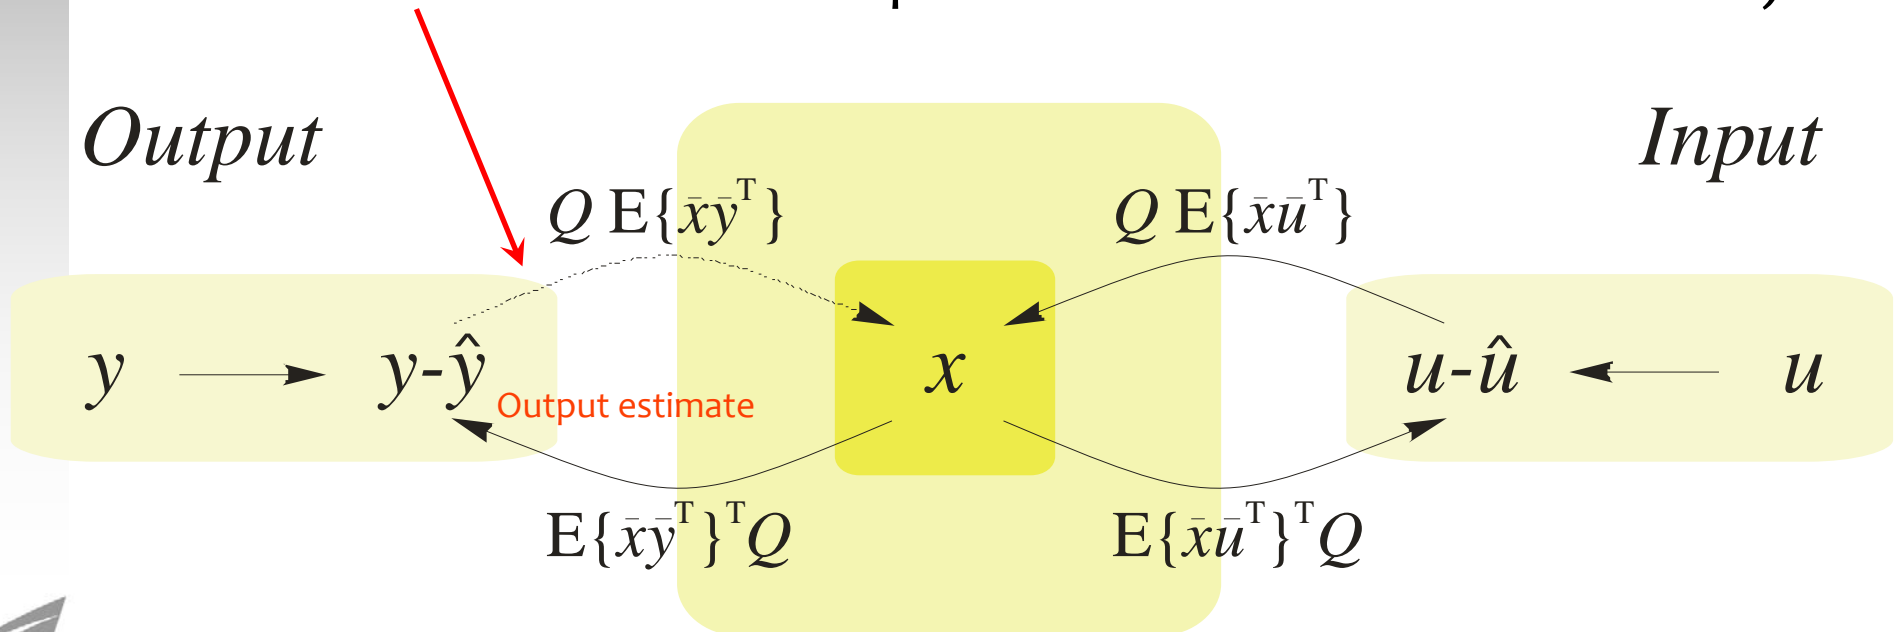 Output Input
Q E{x̄ȳᵀ} Q E{x̄ūᵀ}
y y-ŷ x u-û u
Output estimate
E{x̄ȳᵀ}ᵀQ E{x̄ūᵀ}ᵀQ